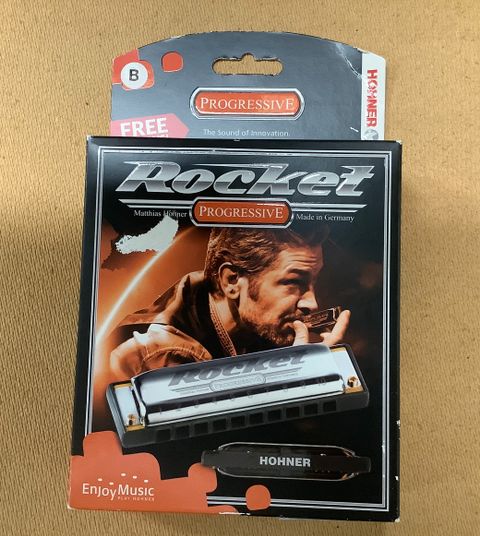 B
PROGRESSIVE
HOHNER
FREE
The Sound of Innovation.
Rocket
Matthias Hohner PROGRESSIVE Made in Germany
Rocket
PROGRESSIVE
HOHNER
EnjoyMusic
PLAY HOHNER